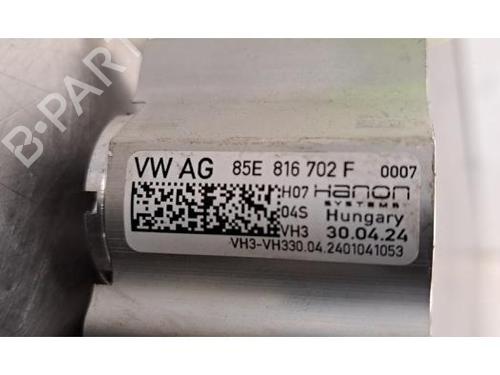 B-PARTS
VW AG 85E 816 702 F 0007
H07 Hanon
SYSTEMS
04S Hungary
VH3 30.04.24
VH3-VH330.04.2401041053